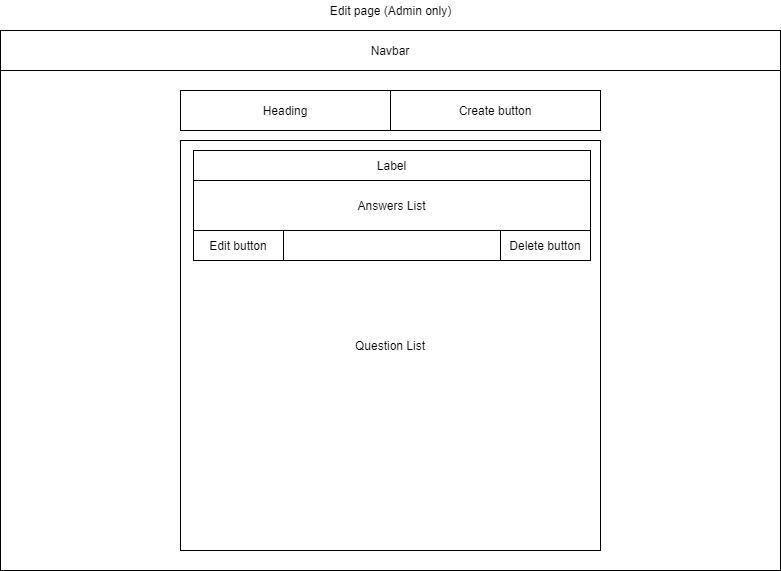 Edit page (Admin only)
Navbar
Heading
Create button
Label
Answers List
Edit button
Delete button
Question List